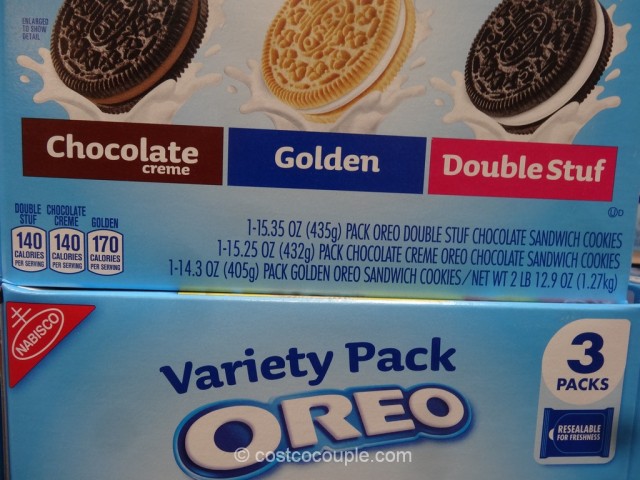 ENLARGED
TO SHOW
DETAIL
OREO
OREO
OREO
Chocolate
creme
Golden
Double Stuf
DOUBLE STUF
CHOCOLATE CREME
GOLDEN
140 CALORIES PER SERVING
140 CALORIES PER SERVING
170 CALORIES PER SERVING
UD
1-15.35 OZ (435g) PACK OREO DOUBLE STUF CHOCOLATE SANDWICH COOKIES
1-15.25 OZ (432g) PACK CHOCOLATE CREME OREO CHOCOLATE SANDWICH COOKIES
1-14.3 OZ (405g) PACK GOLDEN OREO SANDWICH COOKIES/NET WT 2 LB 12.9 OZ (1.27kg)
NABISCO
Variety Pack
OREO
3
PACKS
RESEALABLE
FOR FRESHNESS
© costcocouple.com